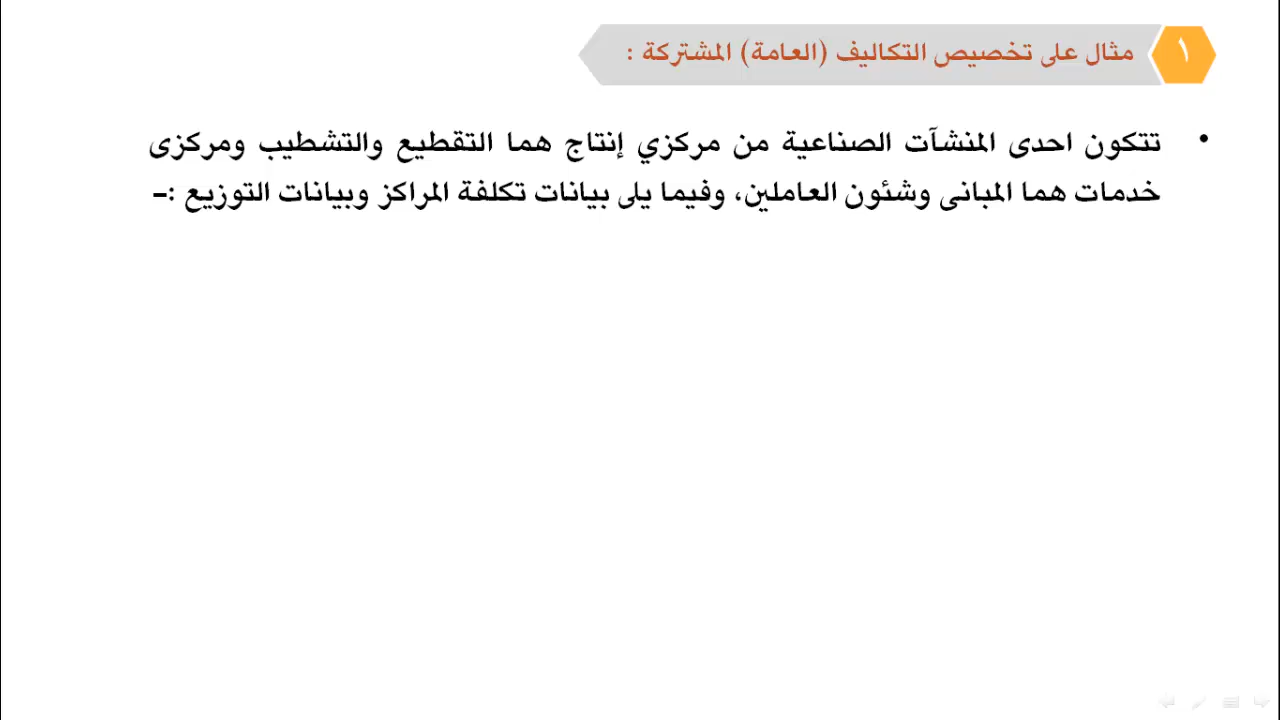 ١
مثال على تخصيص التكاليف (العامة) المشتركة :
• تتكون احدى المنشآت الصناعية من مركزي إنتاج هما التقطيع والتشطيب ومركزى
خدمات هما المبانى وشئون العاملين، وفيما يلى بيانات تكلفة المراكز وبيانات التوزيع :-